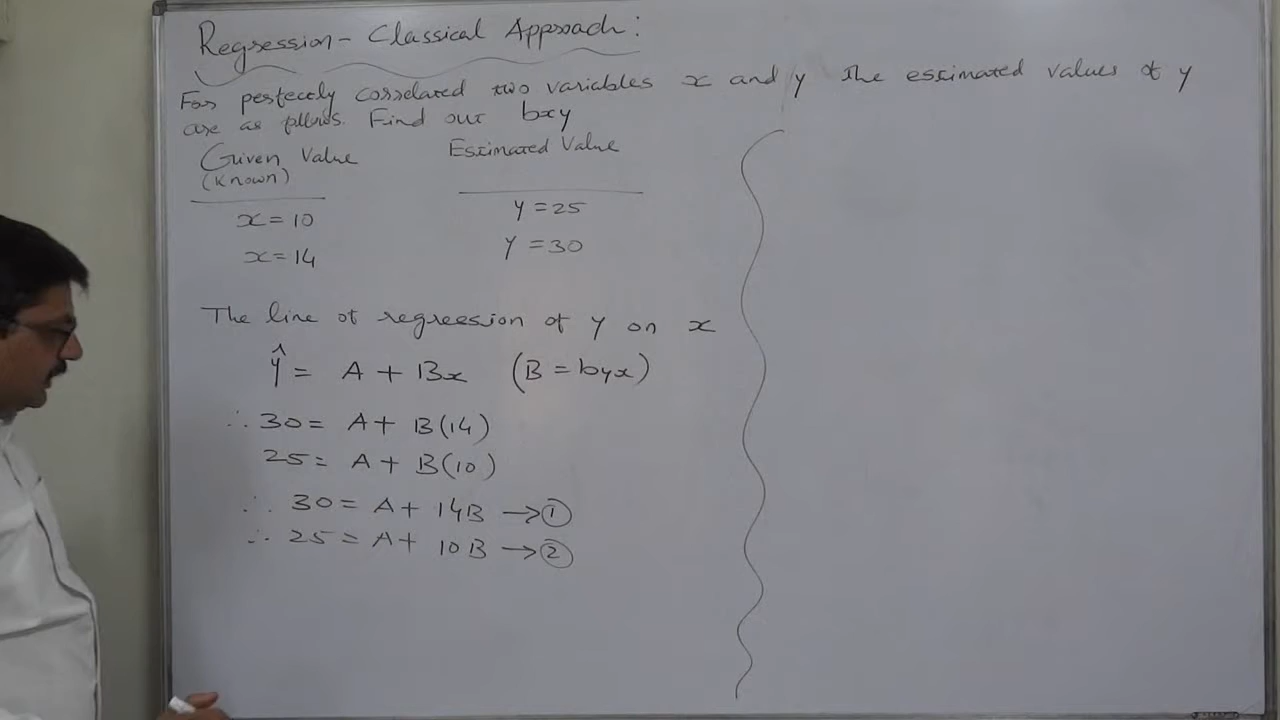 Regression - Classical Approach:
For perfectly correlated two variables x and y the estimated values of y
are as follows. Find out bxy
Given Value
(Known)
Estimated Value
x = 10
y = 25
x = 14
y = 30
The line of regression of y on x
ŷ = A + Bx (B = byx)
∴ 30 = A + B(14)
25 = A + B(10)
∴ 30 = A + 14B → ①
∴ 25 = A + 10B → ②